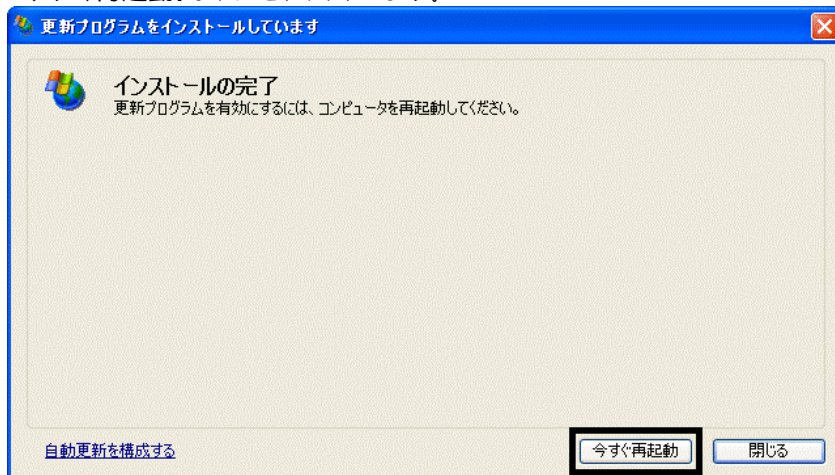 更新プログラムをインストールしています
インストールの完了
更新プログラムを有効にするには、コンピュータを再起動してください。
自動更新を構成する
今すぐ再起動
閉じる